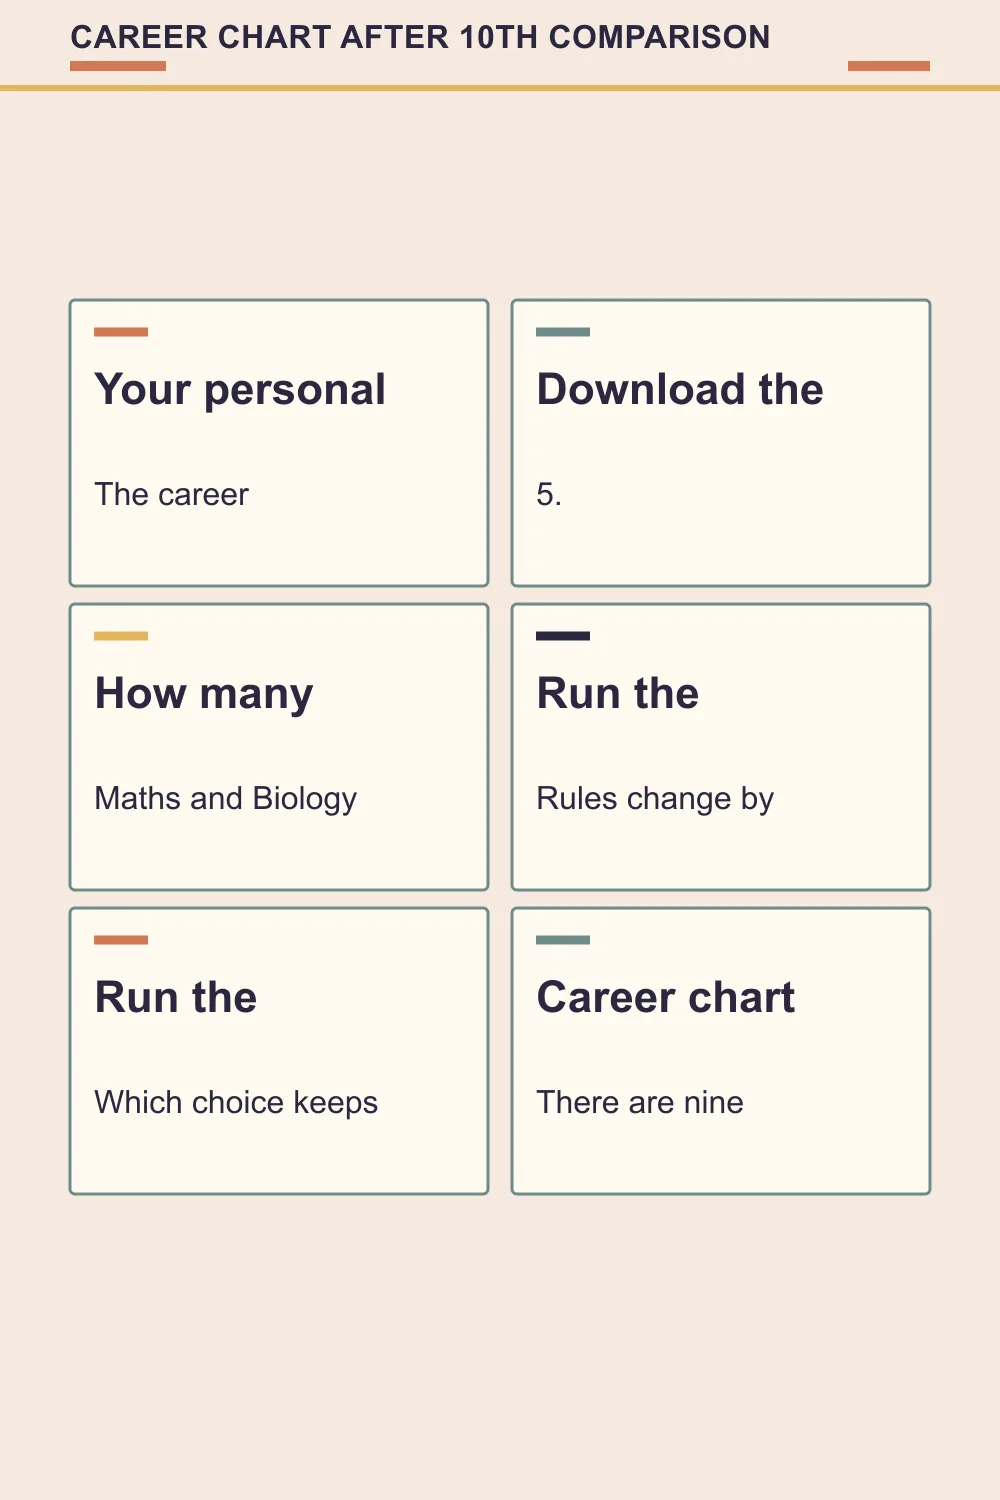 CAREER CHART AFTER 10TH COMPARISON
Your personal
The career
Download the
5.
How many
Maths and Biology
Run the
Rules change by
Run the
Which choice keeps
Career chart
There are nine